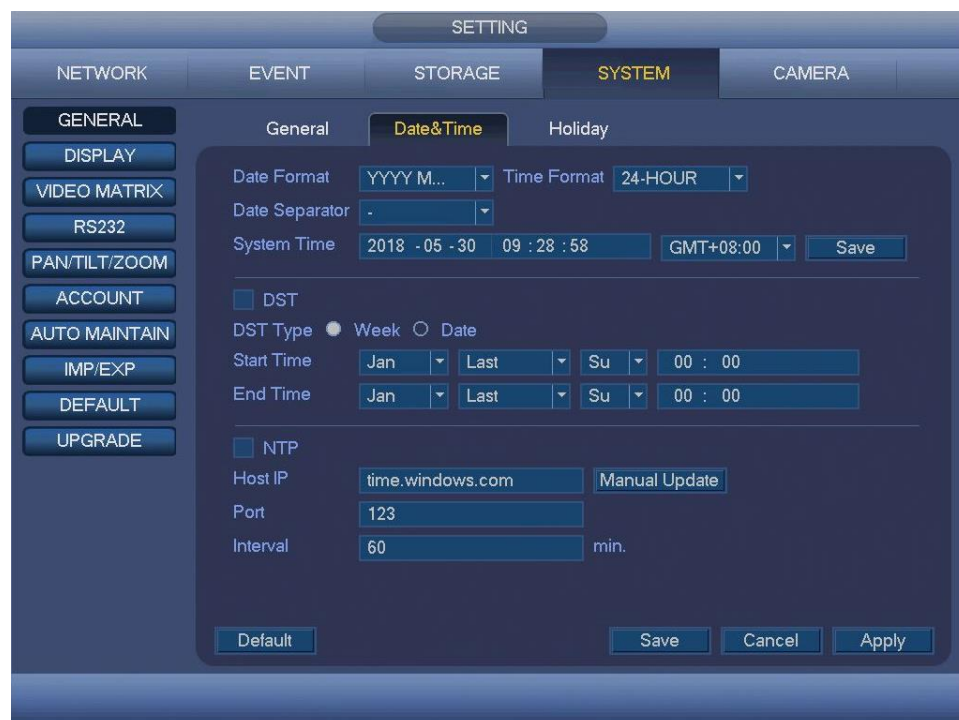 SETTING
NETWORK EVENT STORAGE SYSTEM CAMERA
GENERAL
DISPLAY
VIDEO MATRIX
RS232
PAN/TILT/ZOOM
ACCOUNT
AUTO MAINTAIN
IMP/EXP
DEFAULT
UPGRADE
General Date&Time Holiday
Date Format YYYY M... Time Format 24-HOUR
Date Separator -
System Time 2018 - 05 - 30 09 : 28 : 58 GMT+08:00 Save
DST
DST Type Week Date
Start Time Jan Last Su 00 : 00
End Time Jan Last Su 00 : 00
NTP
Host IP time.windows.com Manual Update
Port 123
Interval 60 min.
Default Save Cancel Apply